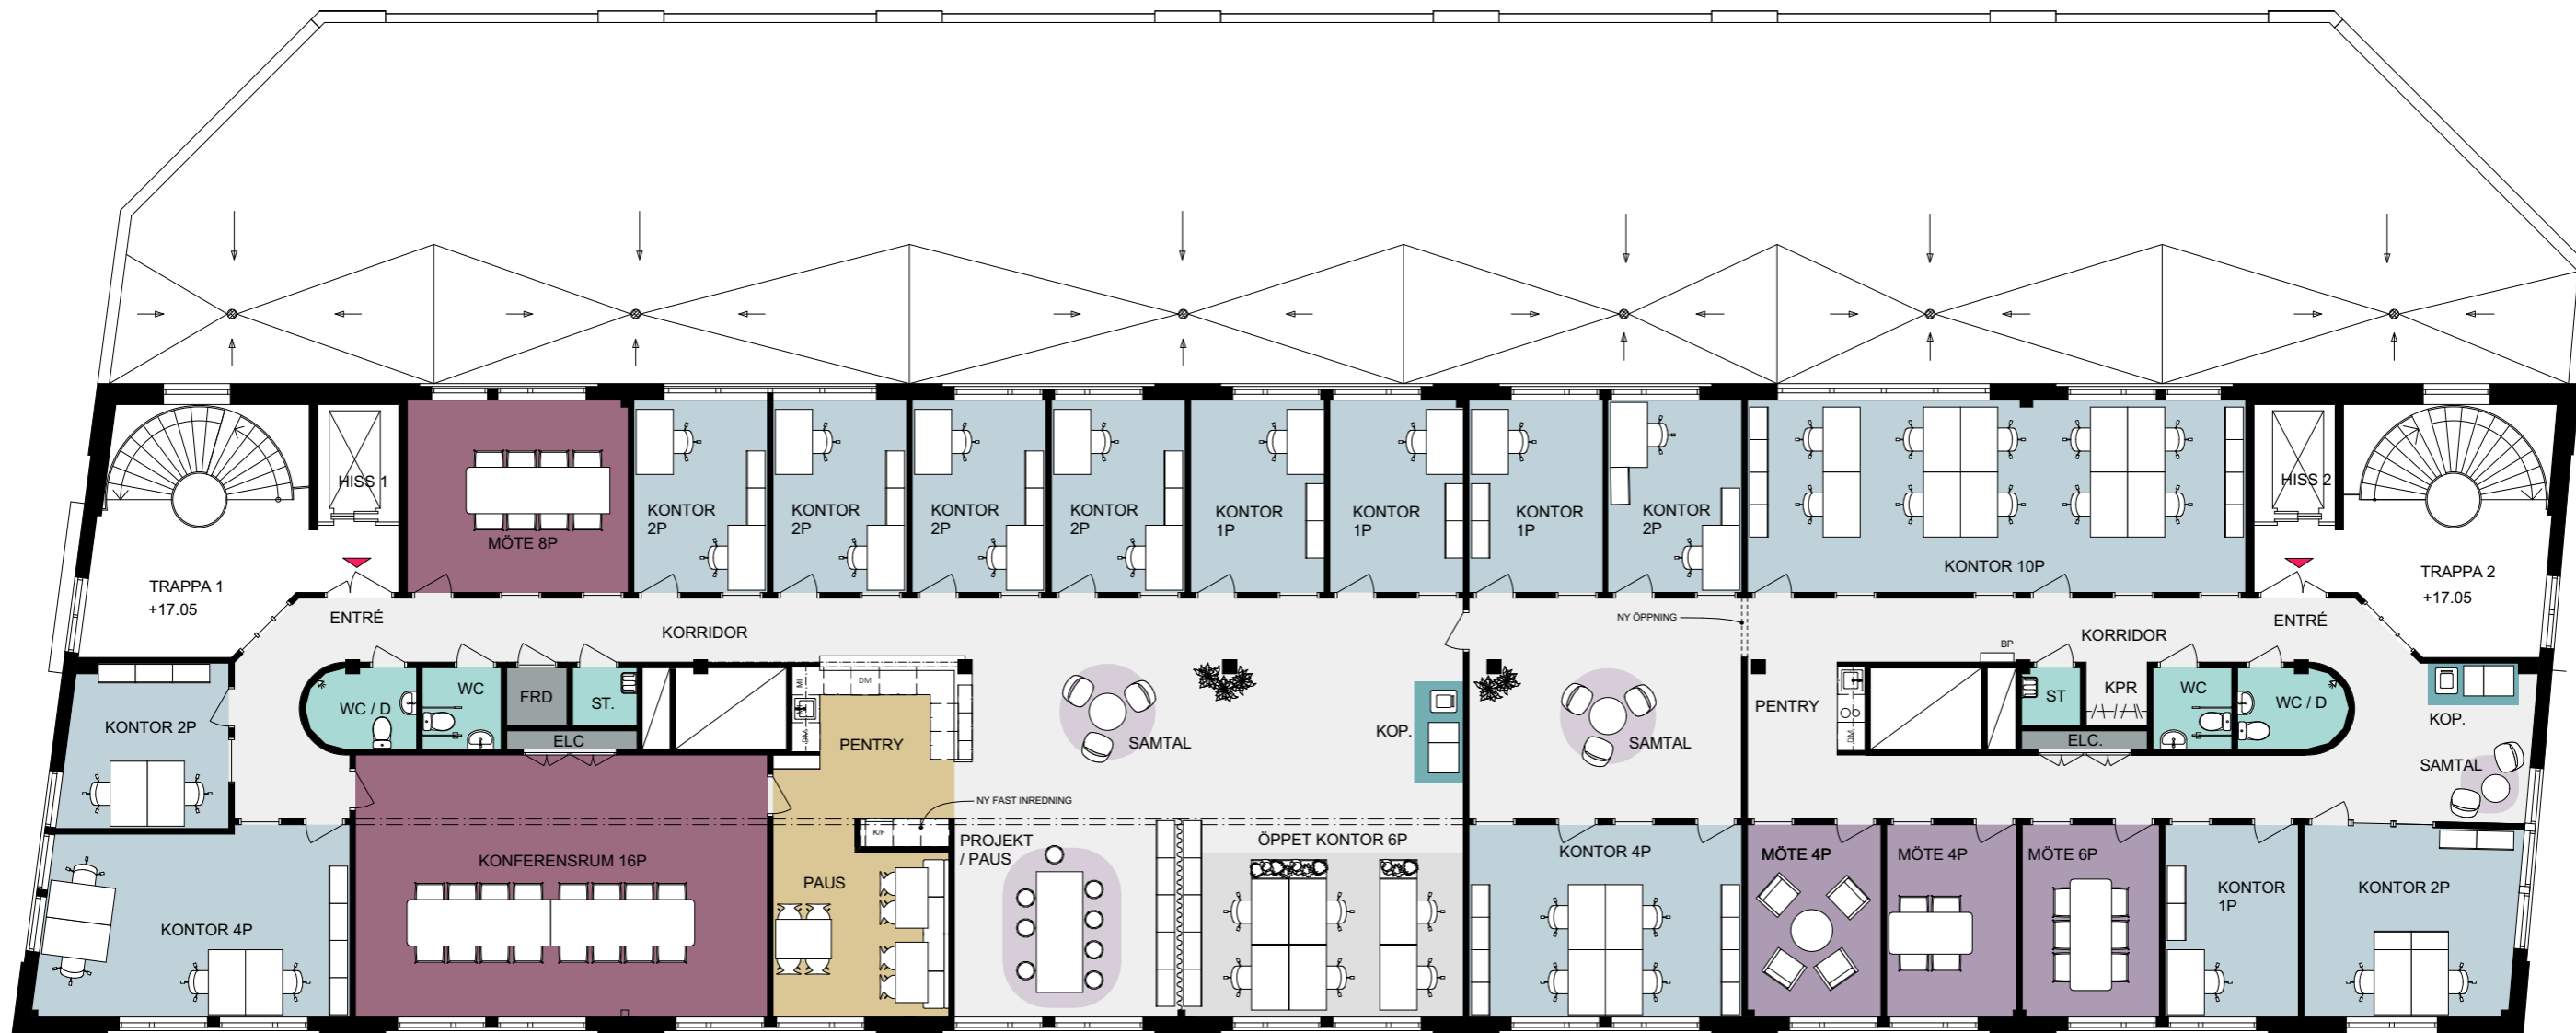 HISS 1
MÖTE 8P
KONTOR
2P
KONTOR
2P
KONTOR
2P
KONTOR
2P
KONTOR
1P
KONTOR
1P
KONTOR
1P
KONTOR
2P
KONTOR 10P
HISS 2
TRAPPA 1
+17.05
TRAPPA 2
+17.05
ENTRÉ
KORRIDOR
NY ÖPPNING
KORRIDOR
ENTRÉ
BP
KONTOR 2P
WC / D
WC
FRD
ST.
ELC
MI
DM
DM
PENTRY
SAMTAL
KOP.
SAMTAL
PENTRY
DM
ST
KPR
WC
WC / D
ELC.
KOP.
SAMTAL
NY FAST INREDNING
K/F
KONTOR 4P
KONFERENSRUM 16P
PAUS
PROJEKT
/ PAUS
ÖPPET KONTOR 6P
KONTOR 4P
MÖTE 4P
MÖTE 4P
MÖTE 6P
KONTOR
1P
KONTOR 2P